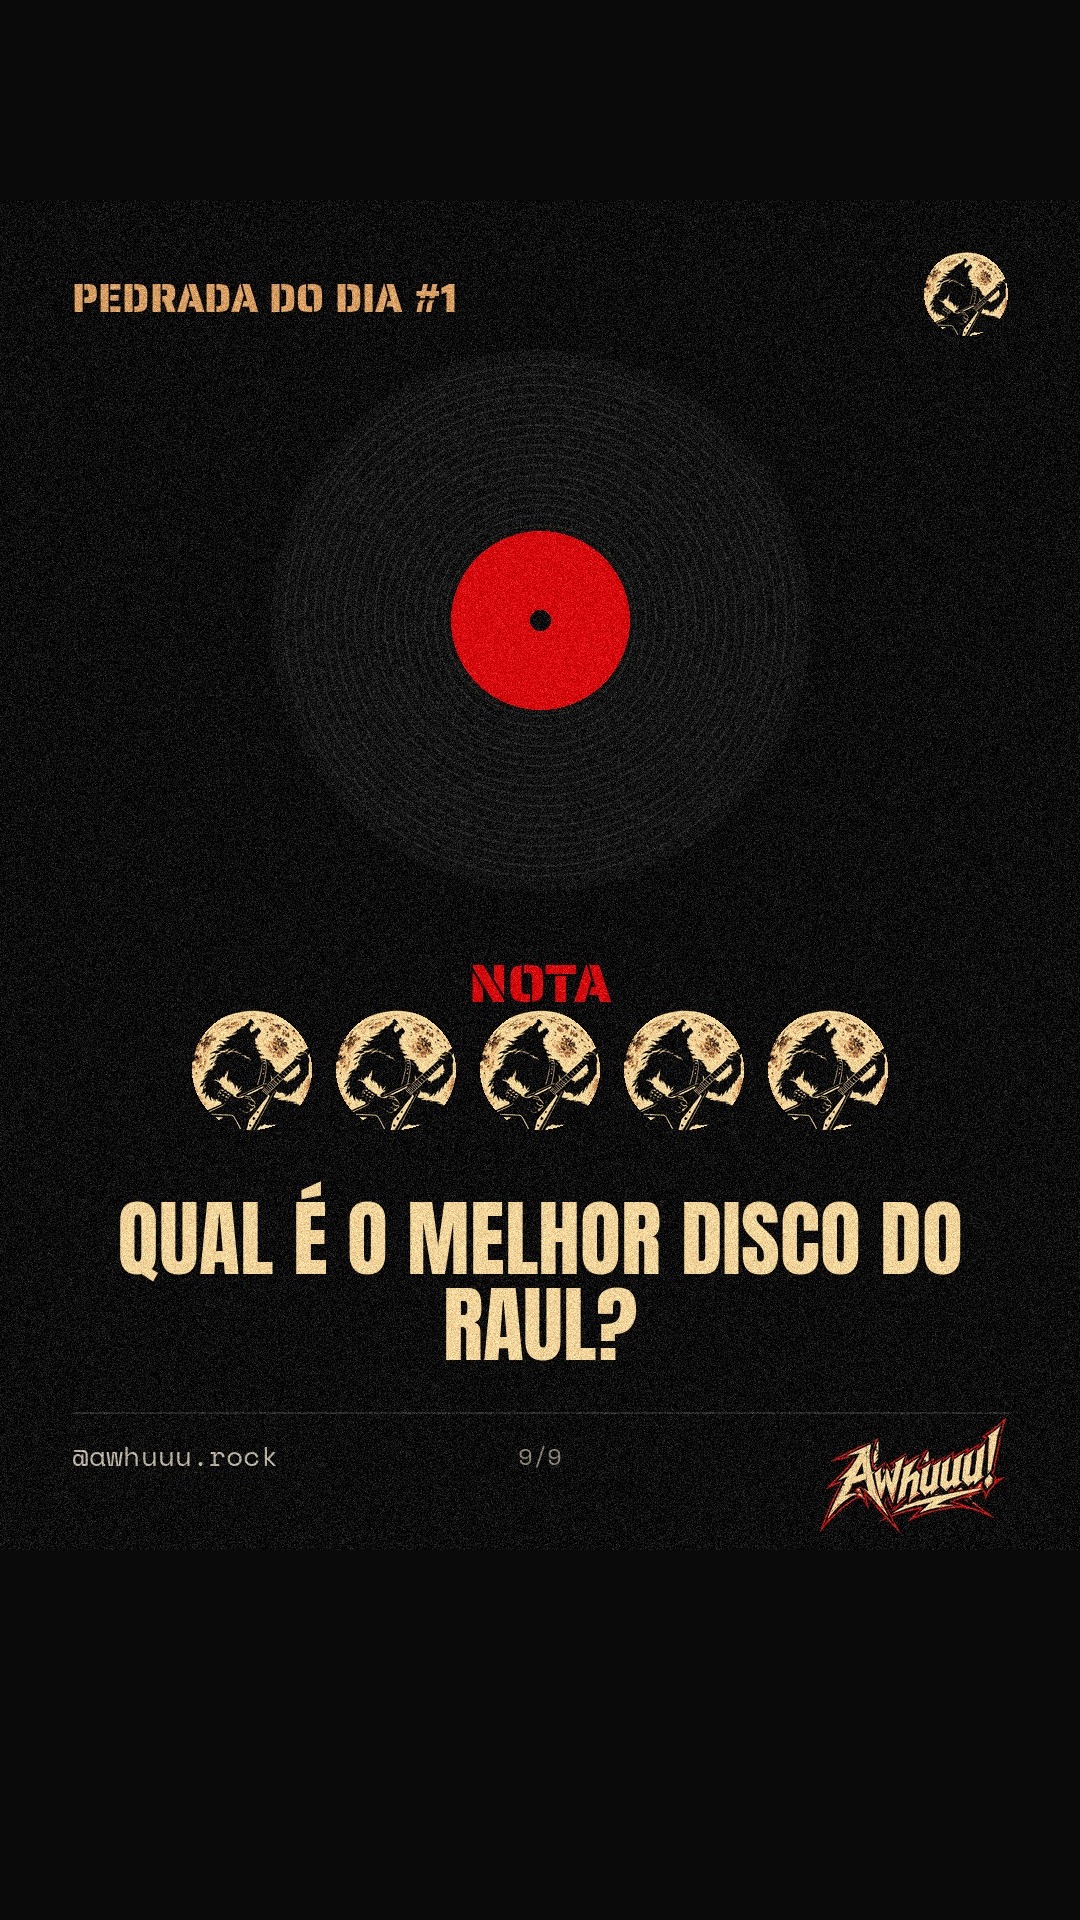 PEDRADA DO DIA #1
NOTA
QUAL É O MELHOR DISCO DO
RAUL?
@awhuuu.rock
9/9
Awhuuu!